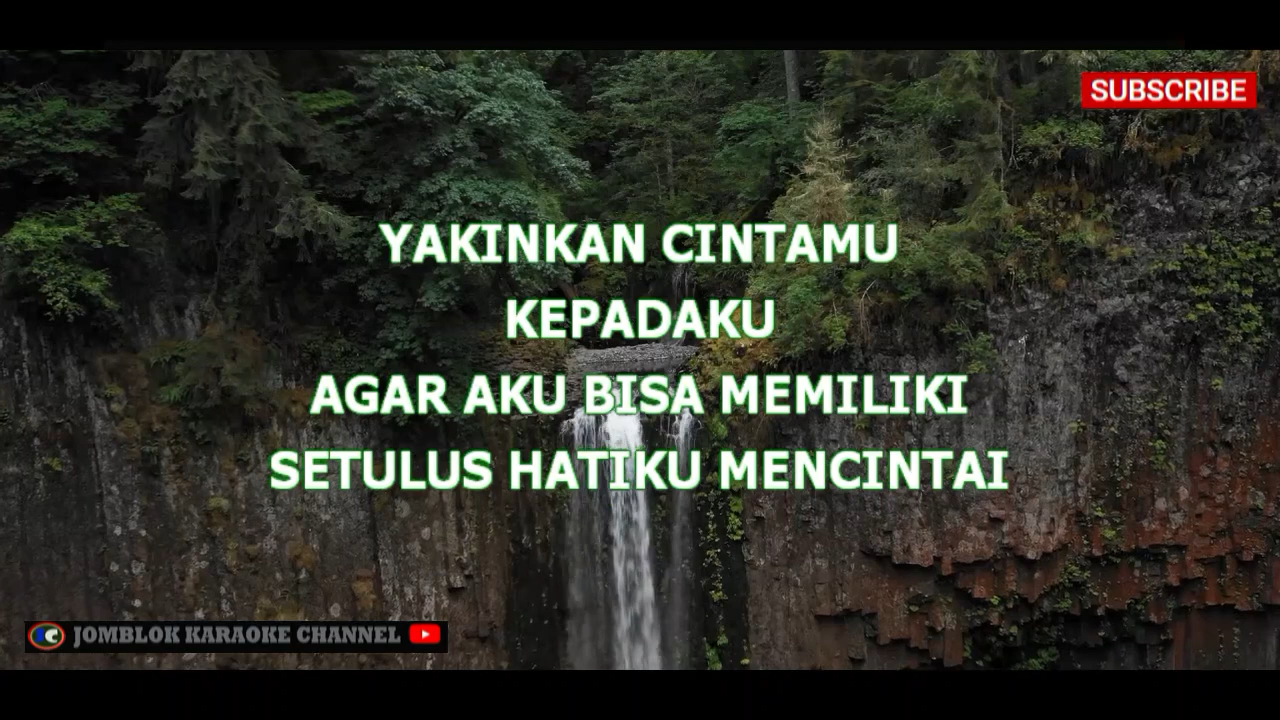 SUBSCRIBE
YAKINKAN CINTAMU
KEPADAKU
AGAR AKU BISA MEMILIKI
SETULUS HATIKU MENCINTAI
JOMBLOK KARAOKE CHANNEL